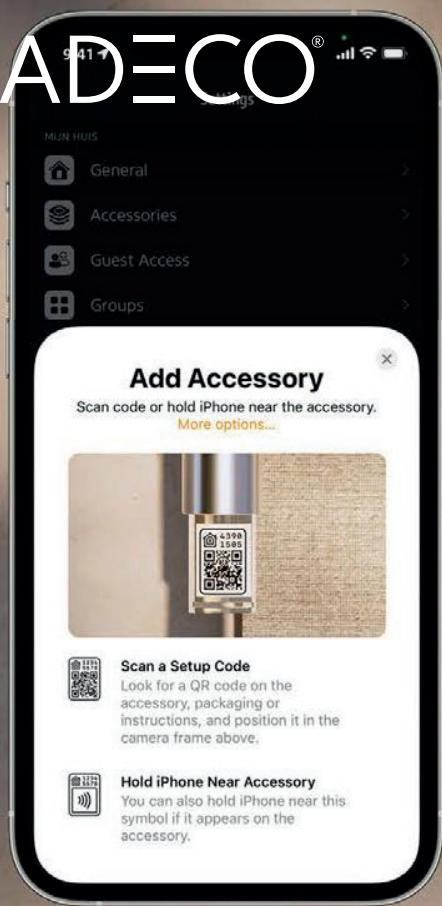 ADECO®
9:41
Settings
MIJN HUIS
General
Accessories
Guest Access
Groups
Add Accessory
Scan code or hold iPhone near the accessory.
More options...
4390
1505
Scan a Setup Code
Look for a QR code on the
accessory, packaging or
instructions, and position it in the
camera frame above.
Hold iPhone Near Accessory
You can also hold iPhone near this
symbol if it appears on the
accessory.